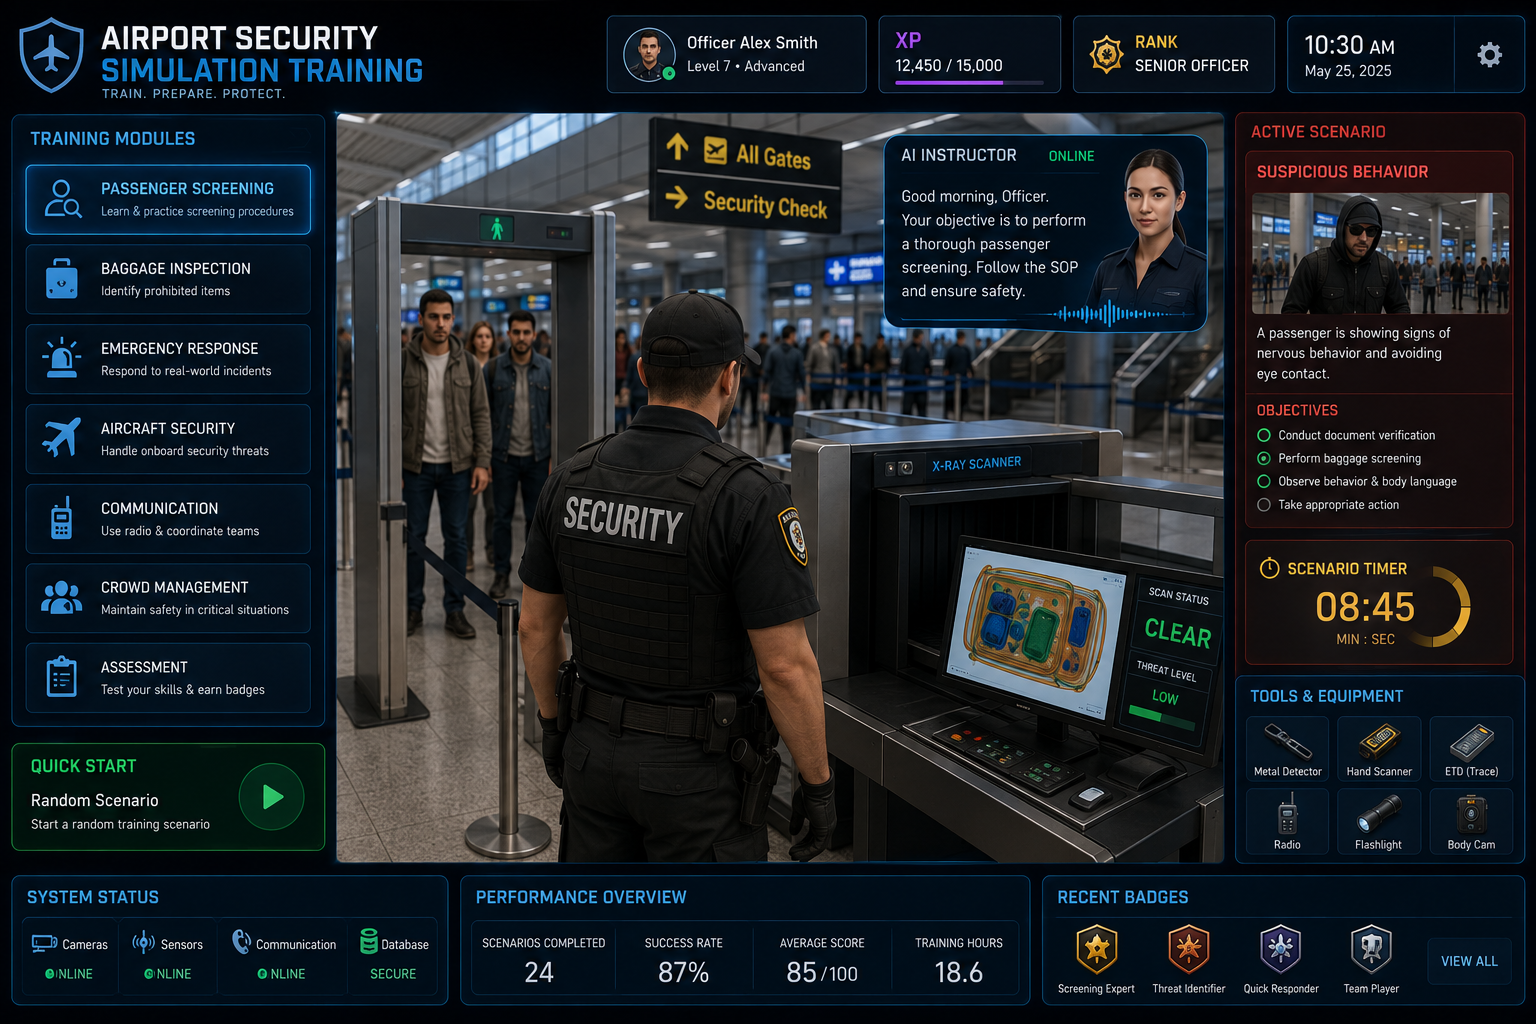 AIRPORT SECURITY
SIMULATION TRAINING
TRAIN. PREPARE. PROTECT.
Officer Alex Smith
Level 7 • Advanced
XP
12,450 / 15,000
RANK
SENIOR OFFICER
10:30 AM
May 25, 2025
TRAINING MODULES
PASSENGER SCREENING
Learn & practice screening procedures
BAGGAGE INSPECTION
Identify prohibited items
EMERGENCY RESPONSE
Respond to real-world incidents
AIRCRAFT SECURITY
Handle onboard security threats
COMMUNICATION
Use radio & coordinate teams
CROWD MANAGEMENT
Maintain safety in critical situations
ASSESSMENT
Test your skills & earn badges
QUICK START
Random Scenario
Start a random training scenario
All Gates
Security Check
AI INSTRUCTOR
ONLINE
Good morning, Officer.
Your objective is to perform
a thorough passenger
screening. Follow the SOP
and ensure safety.
SECURITY
X-RAY SCANNER
SCAN STATUS
CLEAR
THREAT LEVEL
LOW
ACTIVE SCENARIO
SUSPICIOUS BEHAVIOR
A passenger is showing signs of
nervous behavior and avoiding
eye contact.
OBJECTIVES
Conduct document verification
Perform baggage screening
Observe behavior & body language
Take appropriate action
SCENARIO TIMER
08:45
MIN : SEC
TOOLS & EQUIPMENT
Metal Detector
Hand Scanner
ETD (Trace)
Radio
Flashlight
Body Cam
SYSTEM STATUS
Cameras
ONLINE
Sensors
ONLINE
Communication
ONLINE
Database
SECURE
PERFORMANCE OVERVIEW
SCENARIOS COMPLETED
24
SUCCESS RATE
87%
AVERAGE SCORE
85/100
TRAINING HOURS
18.6
RECENT BADGES
Screening Expert
Threat Identifier
Quick Responder
Team Player
VIEW ALL